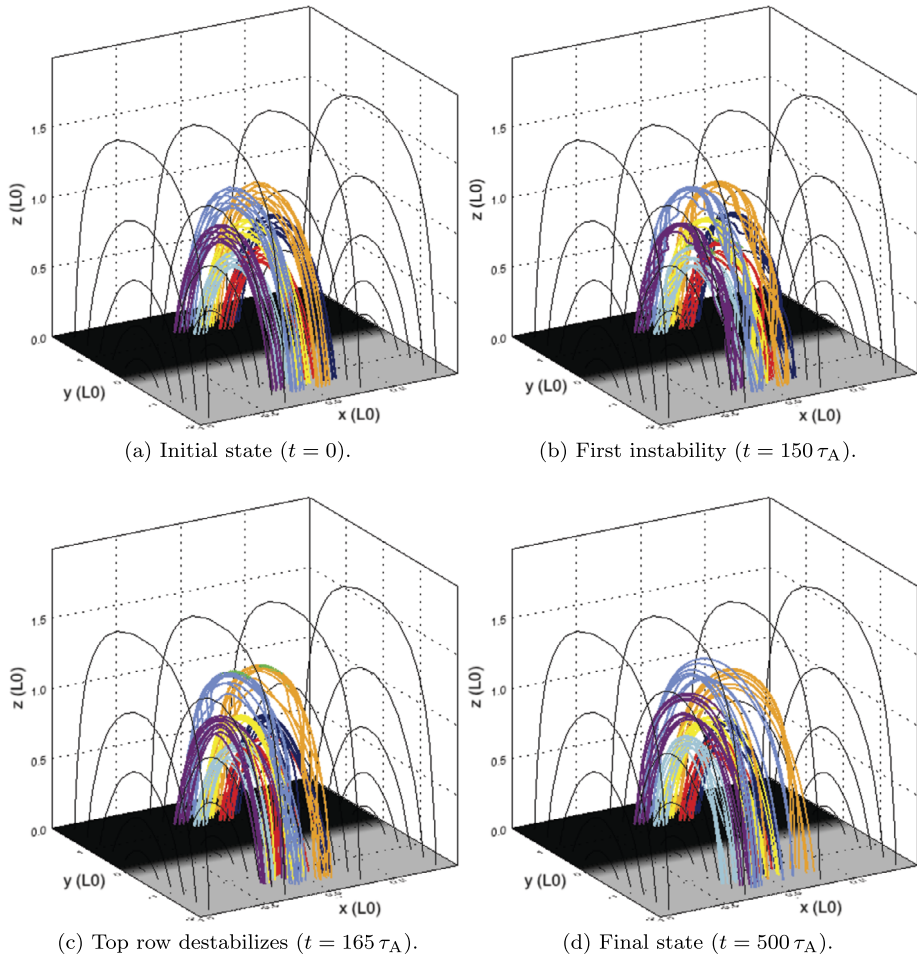 1.5
1.0
0.5
0.0
z (L0)
y (L0)
x (L0)
(a) Initial state (t = 0).
1.5
1.0
0.5
0.0
z (L0)
y (L0)
x (L0)
(b) First instability (t = 150 τA).
1.5
1.0
0.5
0.0
z (L0)
y (L0)
x (L0)
(c) Top row destabilizes (t = 165 τA).
1.5
1.0
0.5
0.0
z (L0)
y (L0)
x (L0)
(d) Final state (t = 500 τA).